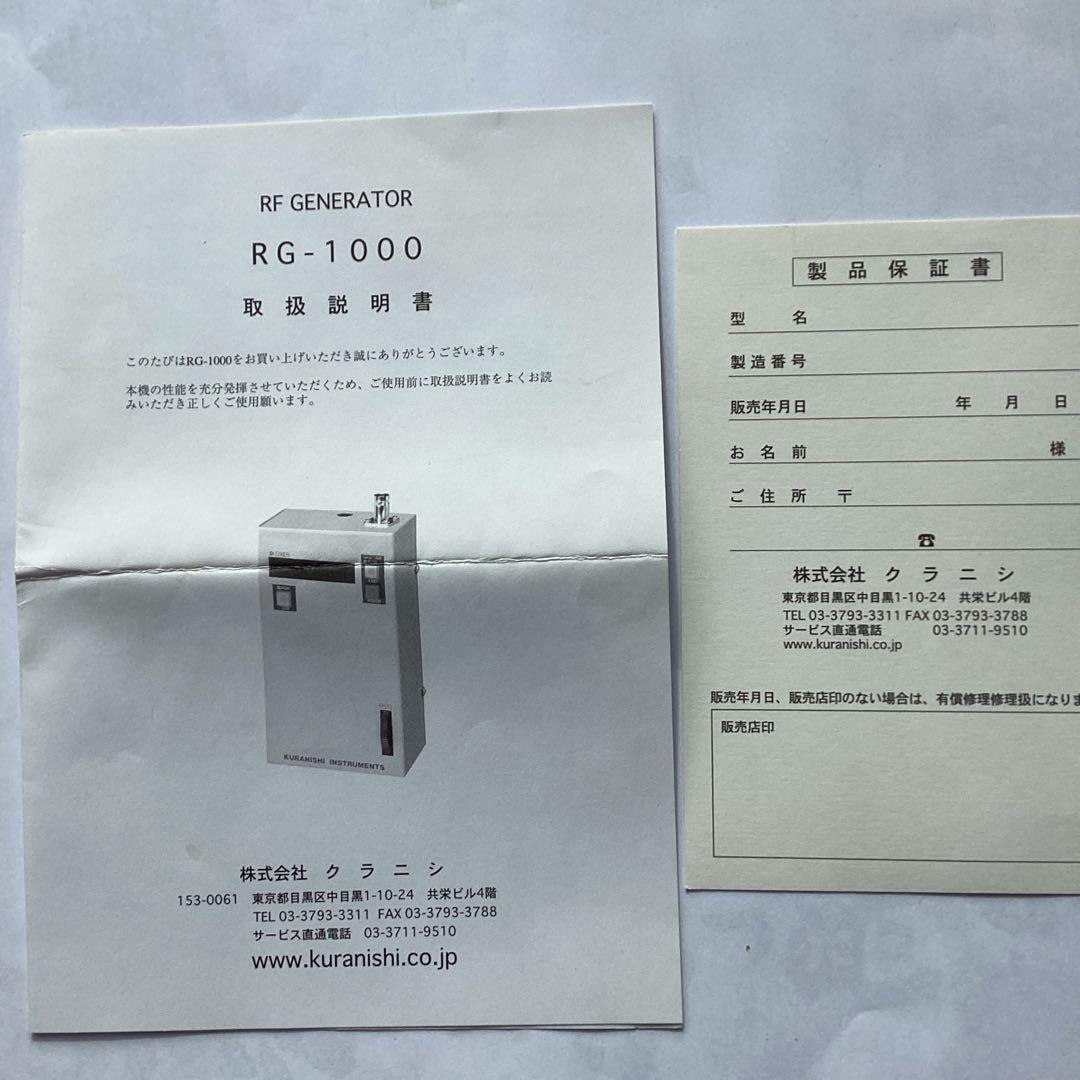 RF GENERATOR
RG-1000
取扱説明書
このたびはRG-1000をお買い上げいただき誠にありがとうございます。
本機の性能を充分発揮させていただくため、ご使用前に取扱説明書をよくお読
みいただき正しくご使用願います。
KURANISHI INSTRUMENTS
株式会社 クラニシ
153-0061 東京都目黒区中目黒1-10-24 共栄ビル4階
TEL 03-3793-3311 FAX 03-3793-3788
サービス直通電話 03-3711-9510
www.kuranishi.co.jp
製品保証書
型名
製造番号
販売年月日 年 月 日
お名前 様
ご住所 〒
☎
株式会社 クラニシ
東京都目黒区中目黒1-10-24 共栄ビル4階
TEL 03-3793-3311 FAX 03-3793-3788
サービス直通電話 03-3711-9510
www.kuranishi.co.jp
販売年月日、販売店印のない場合は、有償修理修理扱になりま
販売店印